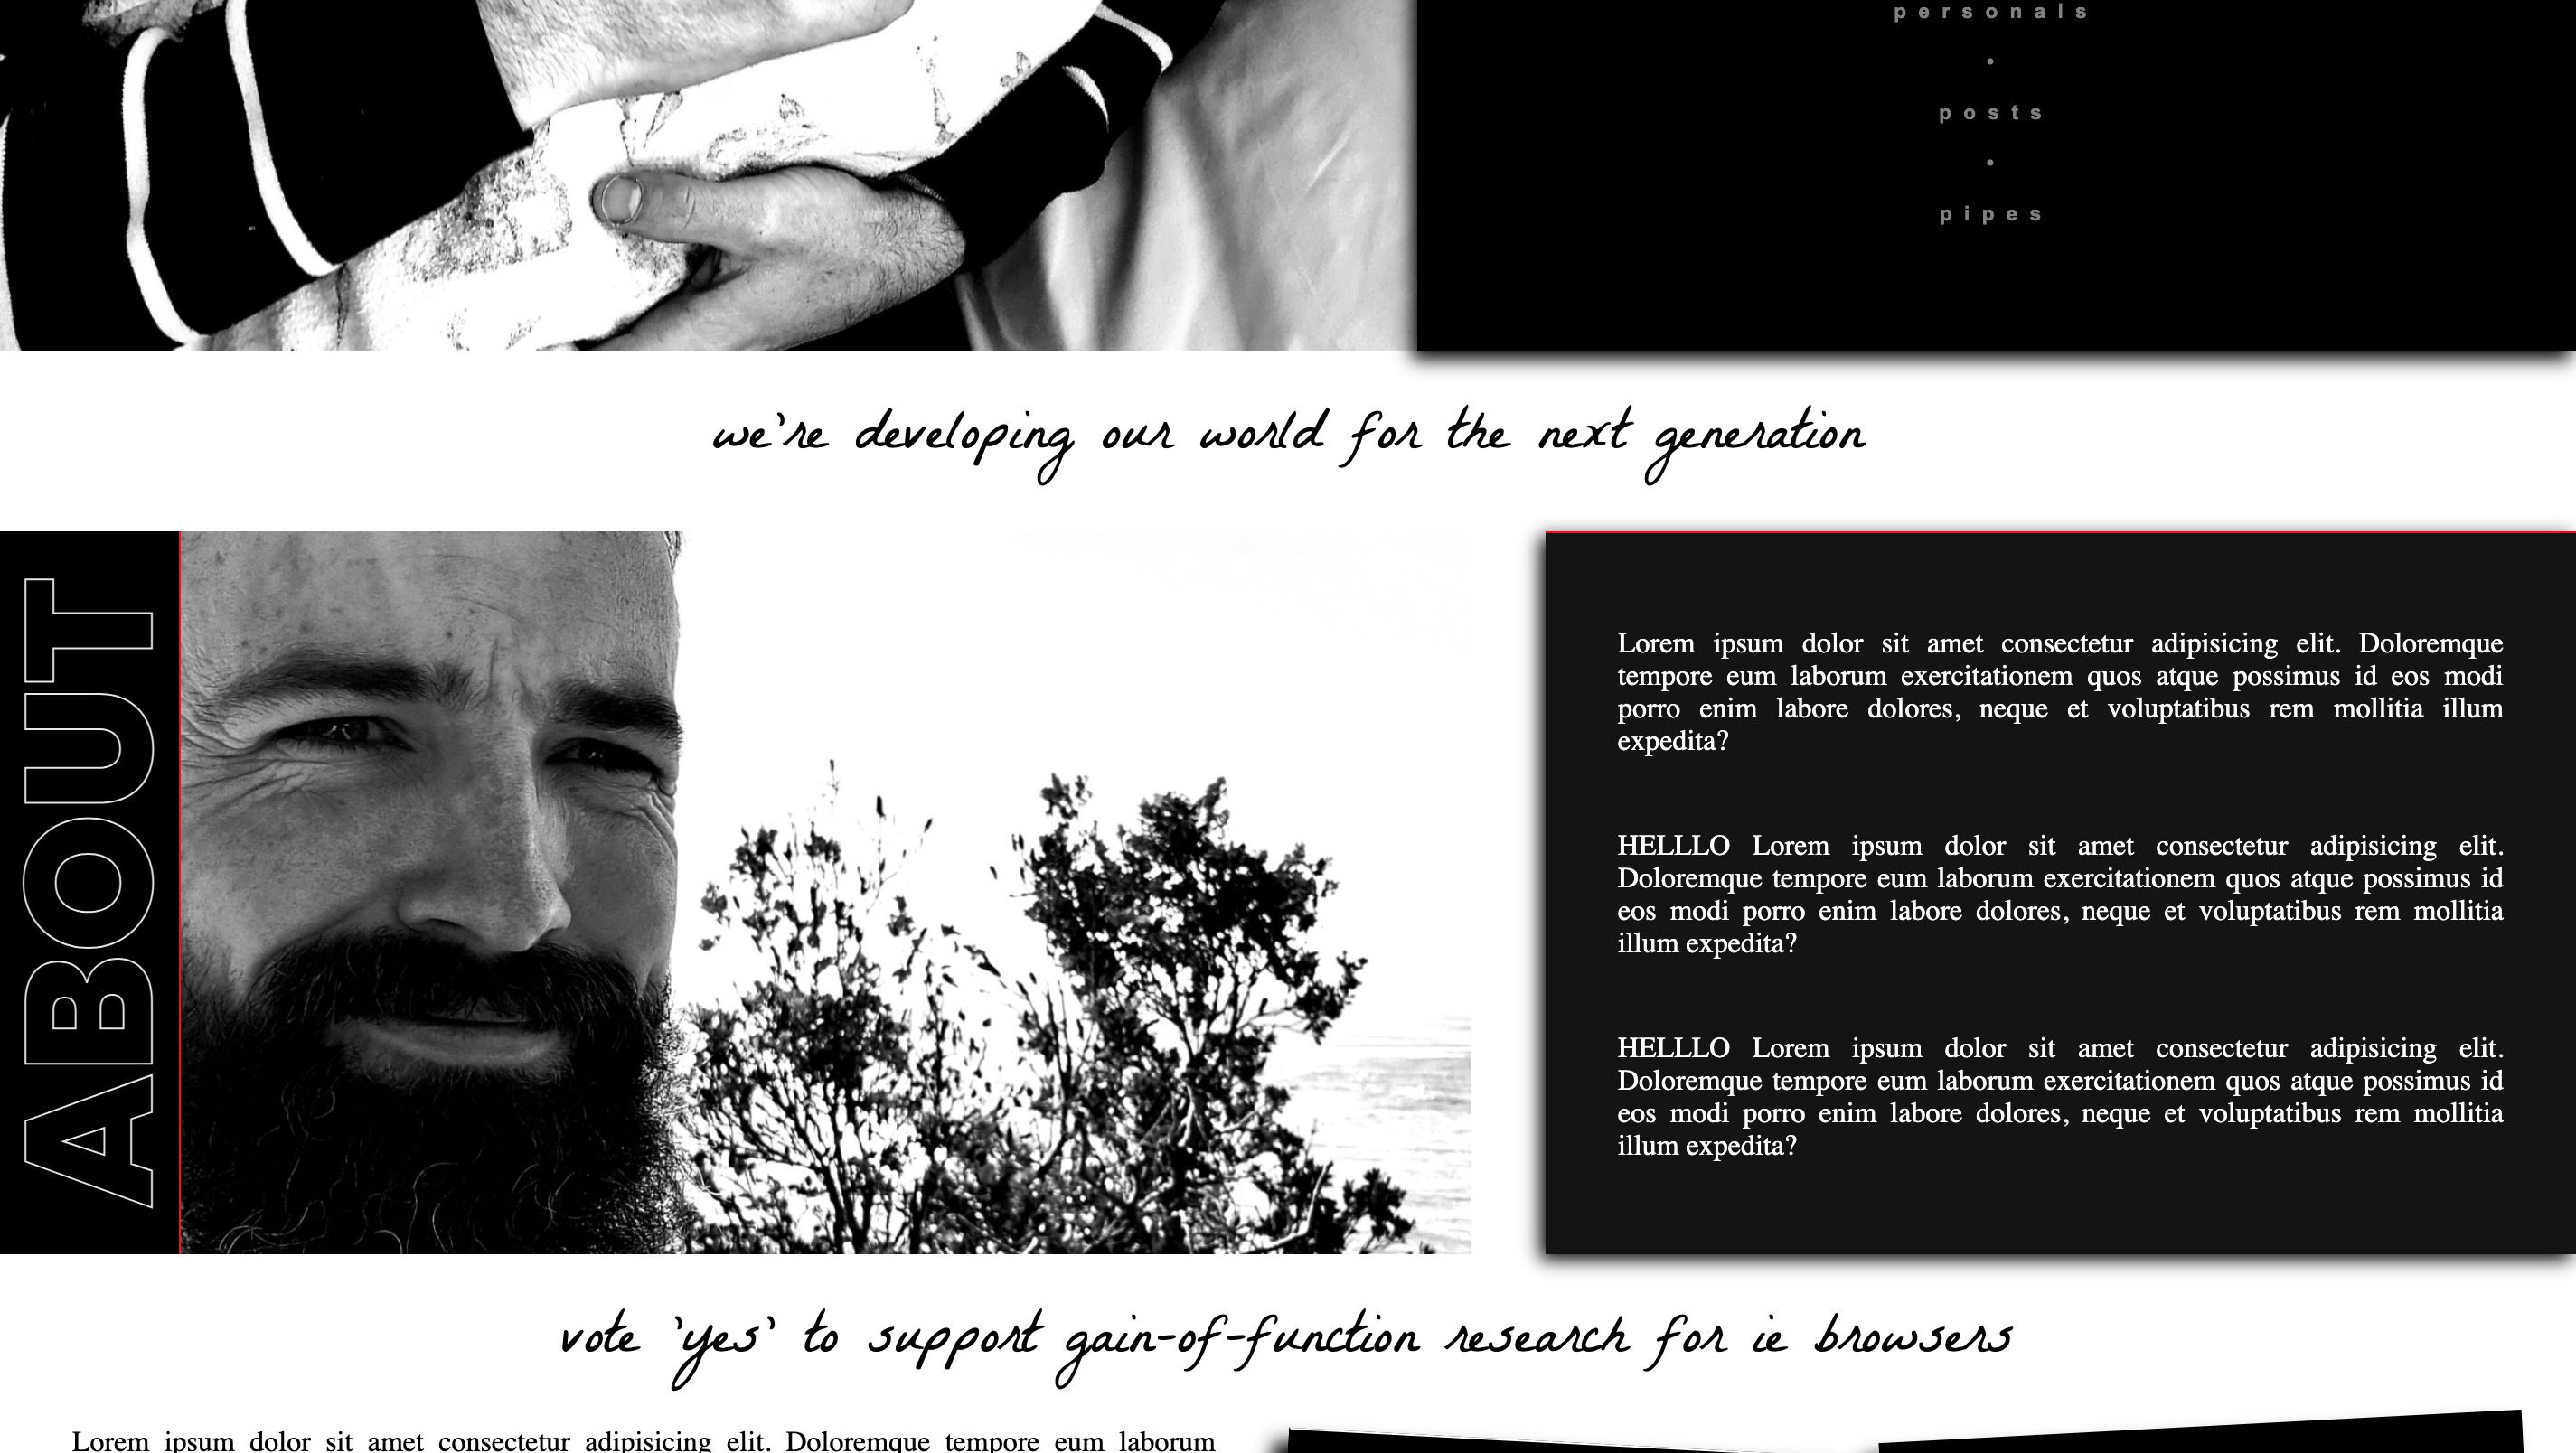 personals
•
posts
•
pipes
we're developing our world for the next generation
ABOUT
Lorem ipsum dolor sit amet consectetur adipisicing elit. Doloremque
tempore eum laborum exercitationem quos atque possimus id eos modi
porro enim labore dolores, neque et voluptatibus rem mollitia illum
expedita?
HELLLO Lorem ipsum dolor sit amet consectetur adipisicing elit.
Doloremque tempore eum laborum exercitationem quos atque possimus id
eos modi porro enim labore dolores, neque et voluptatibus rem mollitia
illum expedita?
HELLLO Lorem ipsum dolor sit amet consectetur adipisicing elit.
Doloremque tempore eum laborum exercitationem quos atque possimus id
eos modi porro enim labore dolores, neque et voluptatibus rem mollitia
illum expedita?
vote 'yes' to support gain-of-function research for ie browsers
Lorem ipsum dolor sit amet consectetur adipisicing elit. Doloremque tempore eum laborum